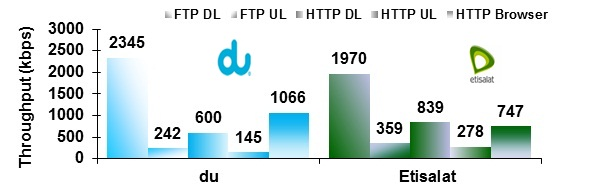 FTP DL FTP UL HTTP DL HTTP UL HTTP Browser
Throughput (kbps)
3000
2500
2000
1500
1000
500
0
2345
242
600
145
1066
du
1970
359
839
278
747
etisalat
du
Etisalat